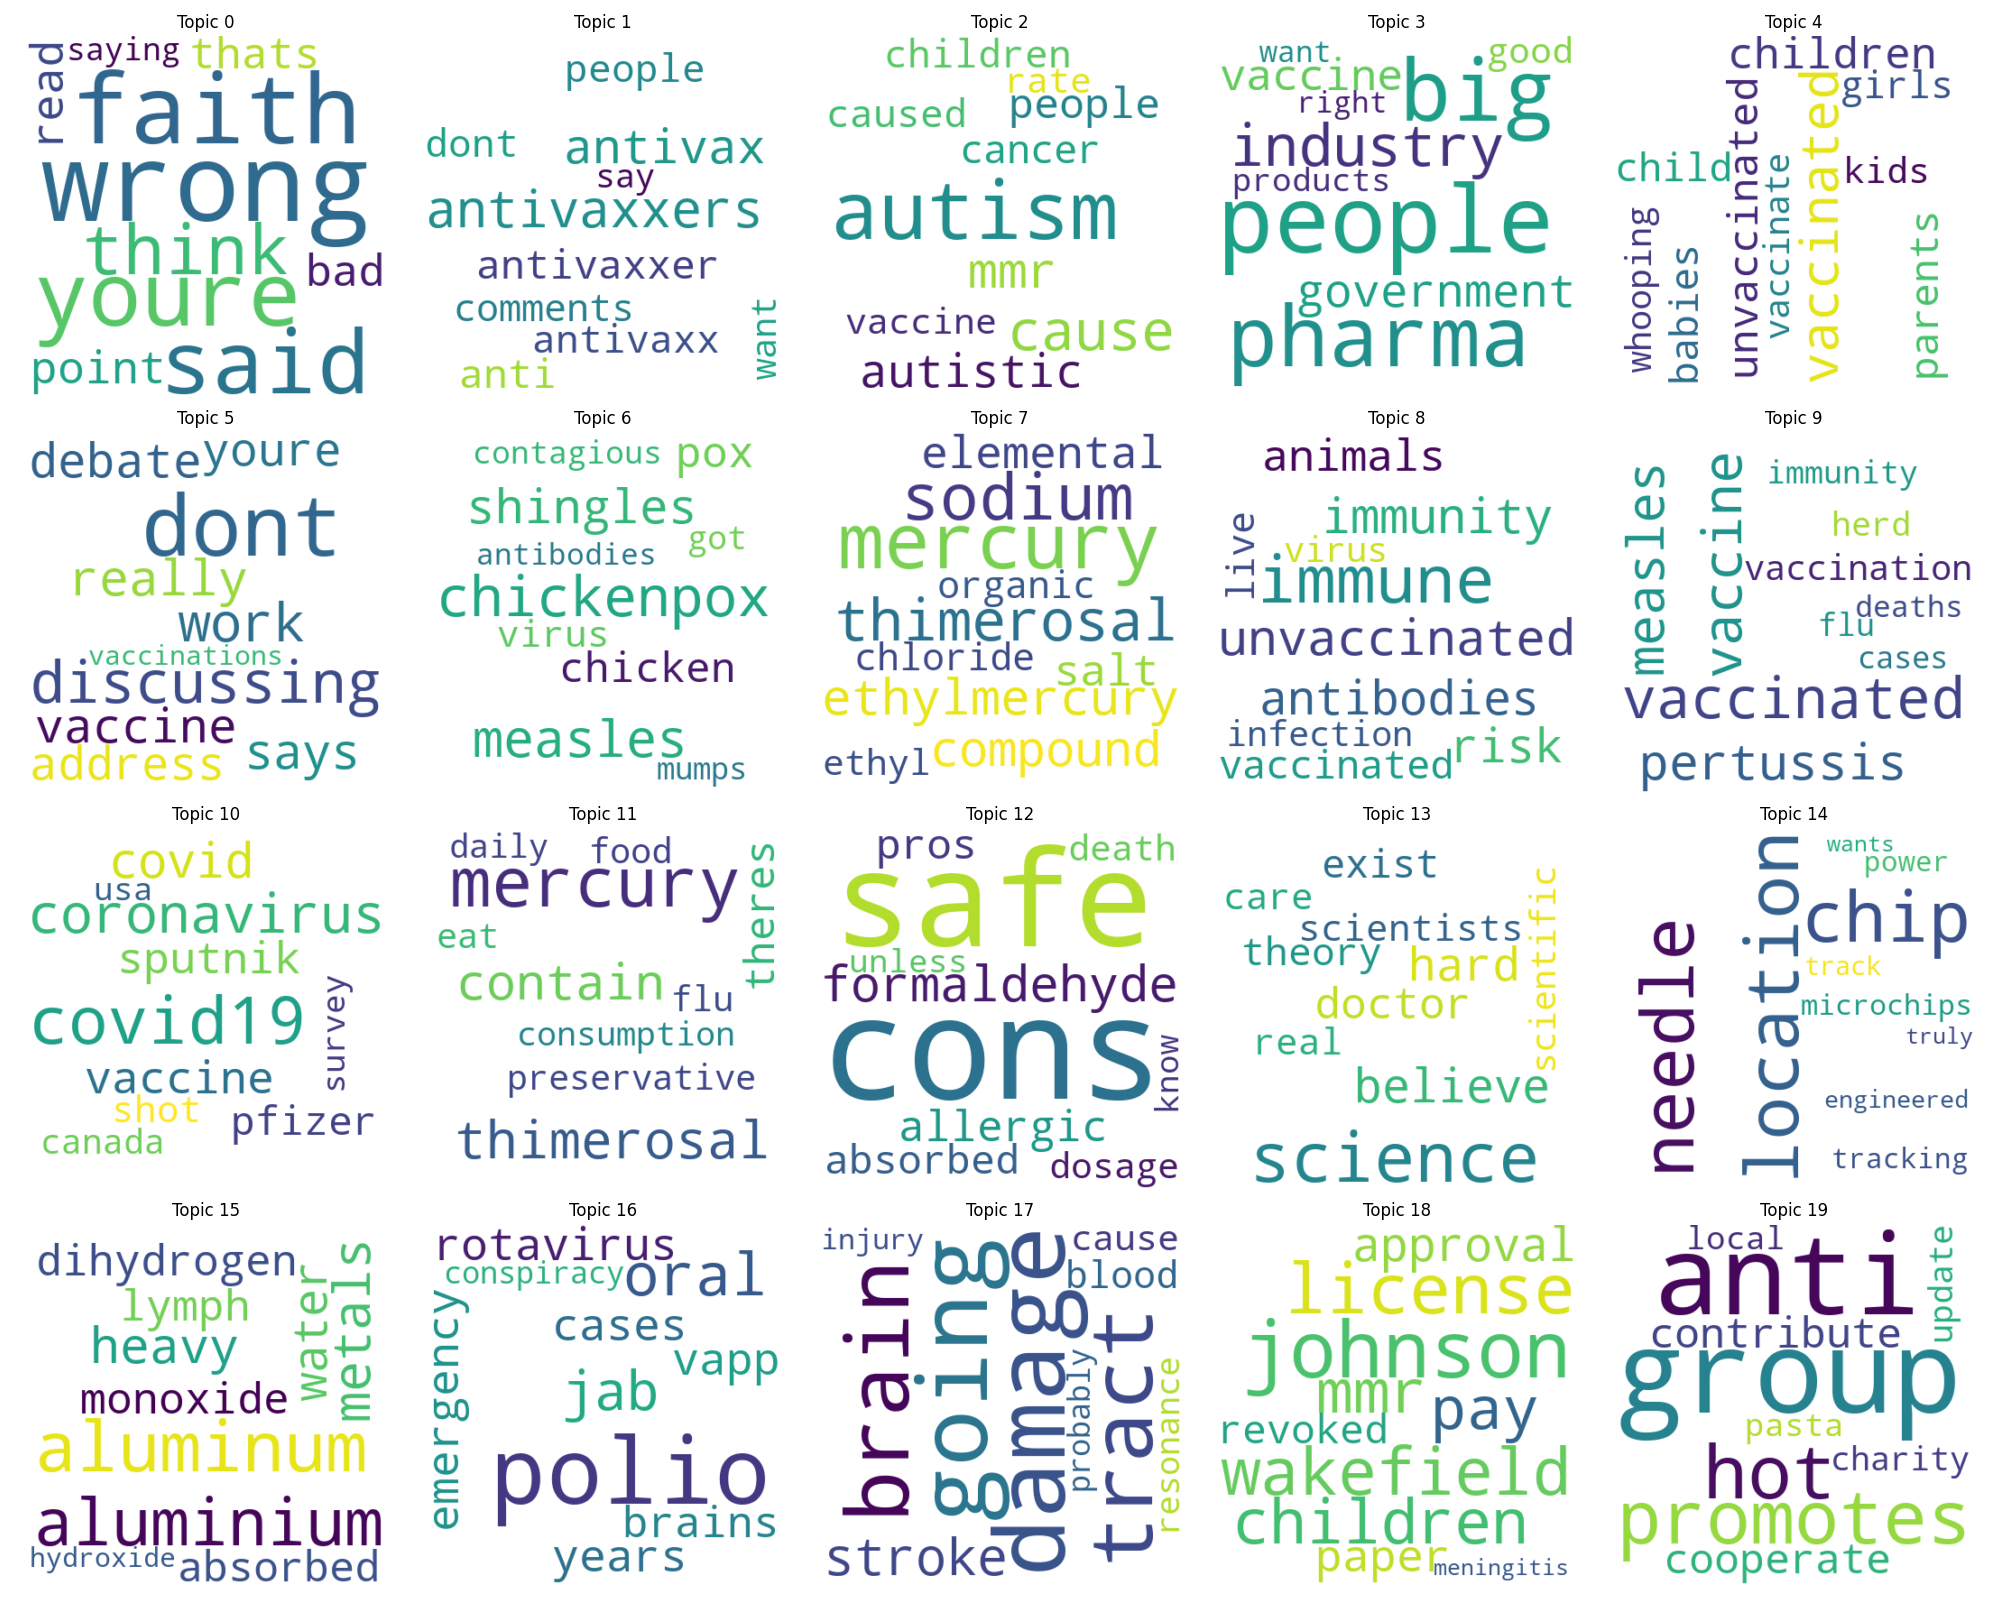 Topic 0
saying
thats
read
faith
wrong
think
bad
youre
said
point
Topic 1
people
dont
antivax
say
antivaxxers
antivaxxer
comments
antivaxx
want
anti
Topic 2
children
rate
people
caused
cancer
autism
mmr
vaccine
cause
autistic
Topic 3
want
good
vaccine
big
right
industry
products
people
government
pharma
Topic 4
children
girls
unvaccinated
vaccinated
child
vaccinate
kids
whooping
babies
parents
Topic 5
debate
youre
dont
really
work
vaccinations
discussing
vaccine
address
says
Topic 6
contagious
pox
shingles
got
antibodies
chickenpox
virus
chicken
measles
mumps
Topic 7
elemental
sodium
mercury
organic
thimerosal
chloride
salt
ethylmercury
ethyl
compound
Topic 8
animals
live
immunity
virus
immune
unvaccinated
antibodies
infection
risk
vaccinated
Topic 9
measles
vaccine
immunity
herd
vaccination
deaths
flu
cases
vaccinated
pertussis
Topic 10
covid
usa
coronavirus
sputnik
covid19
survey
vaccine
shot
pfizer
canada
Topic 11
daily
food
mercury
theres
eat
contain
flu
consumption
preservative
thimerosal
Topic 12
pros
death
safe
unless
formaldehyde
cons
know
allergic
absorbed
dosage
Topic 13
exist
care
scientists
scientific
theory
hard
doctor
real
believe
science
Topic 14
wants
power
needle
location
chip
track
microchips
truly
engineered
tracking
Topic 15
dihydrogen
lymph
water
metals
heavy
monoxide
aluminum
aluminium
hydroxide
absorbed
Topic 16
rotavirus
conspiracy
oral
emergency
cases
vapp
jab
polio
brains
years
Topic 17
injury
cause
brain
going
damage
blood
tract
probably
resonance
stroke
Topic 18
approval
license
johnson
mmr
pay
revoked
wakefield
children
paper
meningitis
Topic 19
local
anti
update
contribute
group
pasta
hot
charity
promotes
cooperate